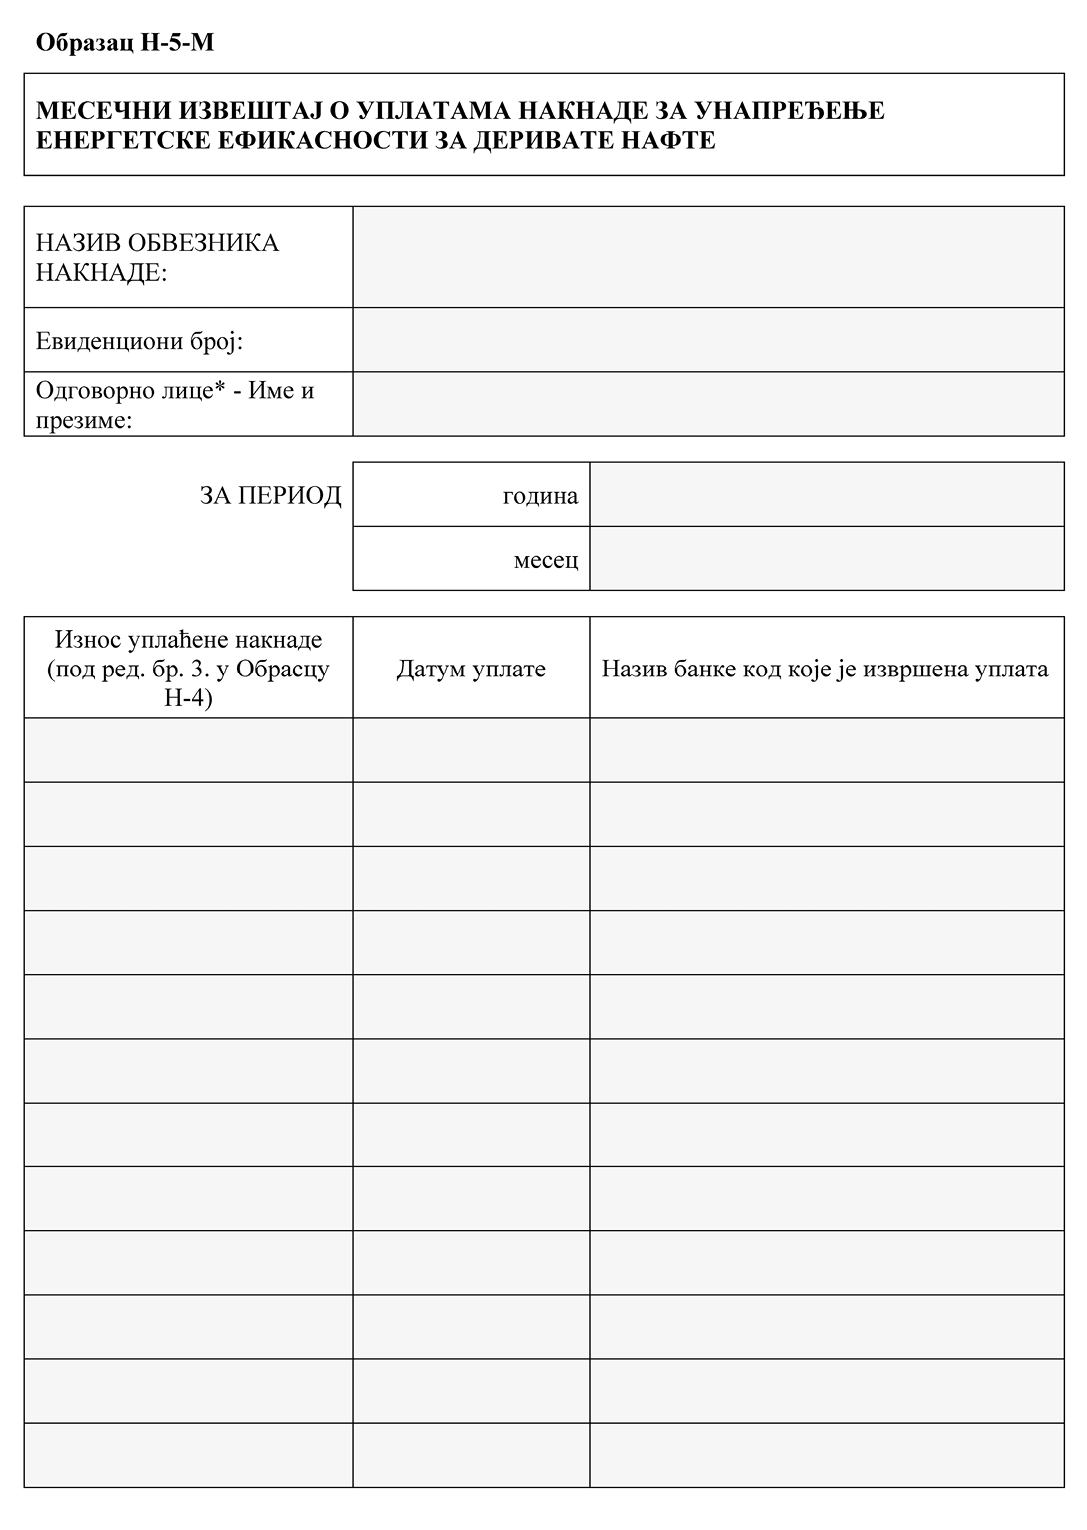 Образац Н-5-М
МЕСЕЧНИ ИЗВЕШТАЈ О УПЛАТАМА НАКНАДЕ ЗА УНАПРЕЂЕЊЕ
ЕНЕРГЕТСКЕ ЕФИКАСНОСТИ ЗА ДЕРИВАТЕ НАФТЕ
НАЗИВ ОБВЕЗНИКА
НАКНАДЕ:
Евиденциони број:
Одговорно лице* - Име и
презиме:
ЗА ПЕРИОД
година
месец
Износ уплаћене накнаде
(под ред. бр. 3. у Обрасцу
Н-4)
Датум уплате
Назив банке код које је извршена уплата